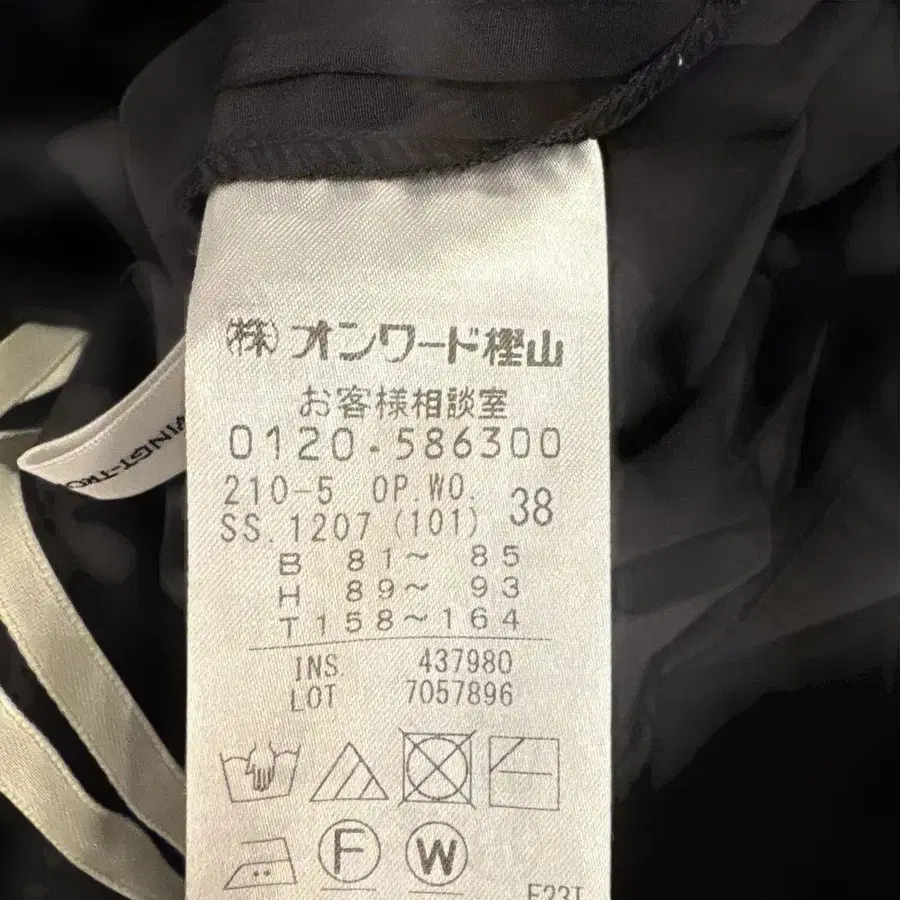 ㈱オンワード樫山
お客様相談室
0120-586300
210-5 OP.WO. 38
SS.1207(101)
B 81~ 85
H 89~ 93
T158~164
INS 437980
LOT 7057896
F
W